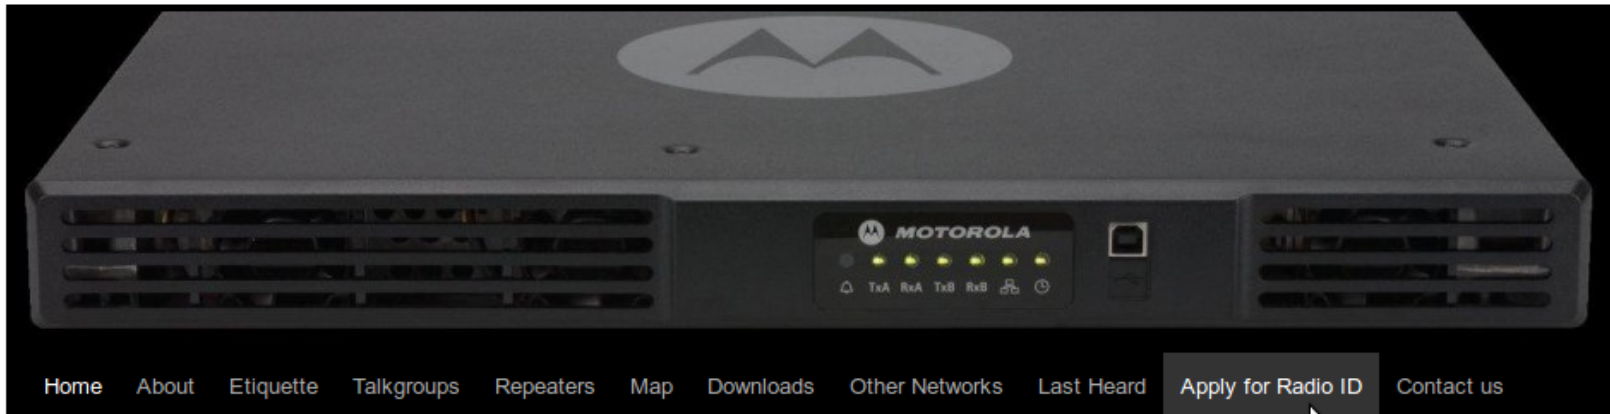 MOTOROLA
TxA RxA TxB RxB
Home About Etiquette Talkgroups Repeaters Map Downloads Other Networks Last Heard Apply for Radio ID Contact us